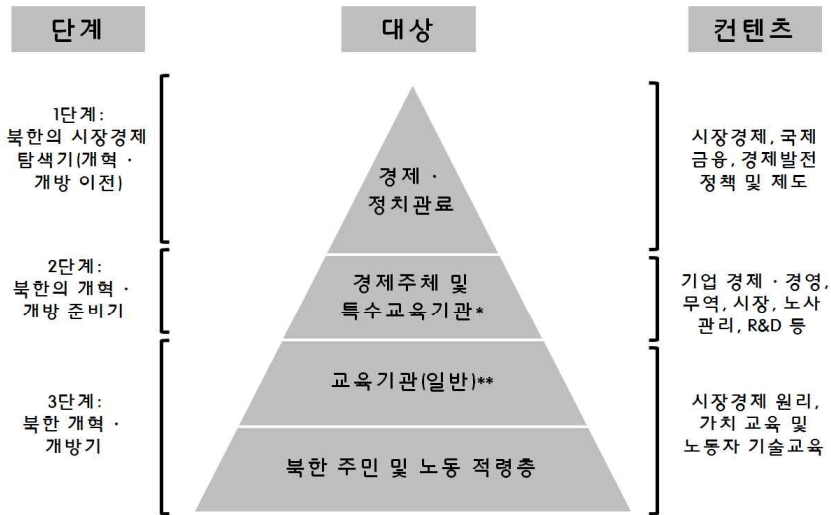 단계
대상
컨텐츠
1단계:
북한의 시장경제
탐색기(개혁·
개방 이전)
경제·
정치관료
시장경제, 국제
금융, 경제발전
정책 및 제도
2단계:
북한의 개혁·
개방 준비기
경제주체 및
특수교육기관*
기업 경제·경영,
무역, 시장, 노사
관리, R&D 등
3단계:
북한 개혁·
개방기
교육기관(일반)**
북한 주민 및 노동 적령층
시장경제 원리,
가치 교육 및
노동자 기술교육